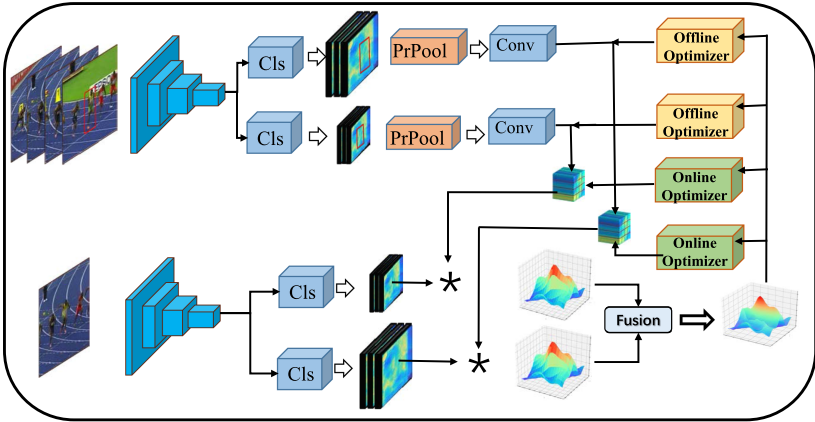 Cls
PrPool
Conv
Offline
Optimizer
Cls
PrPool
Conv
Offline
Optimizer
Online
Optimizer
Online
Optimizer
Cls
*
Fusion
Cls
*